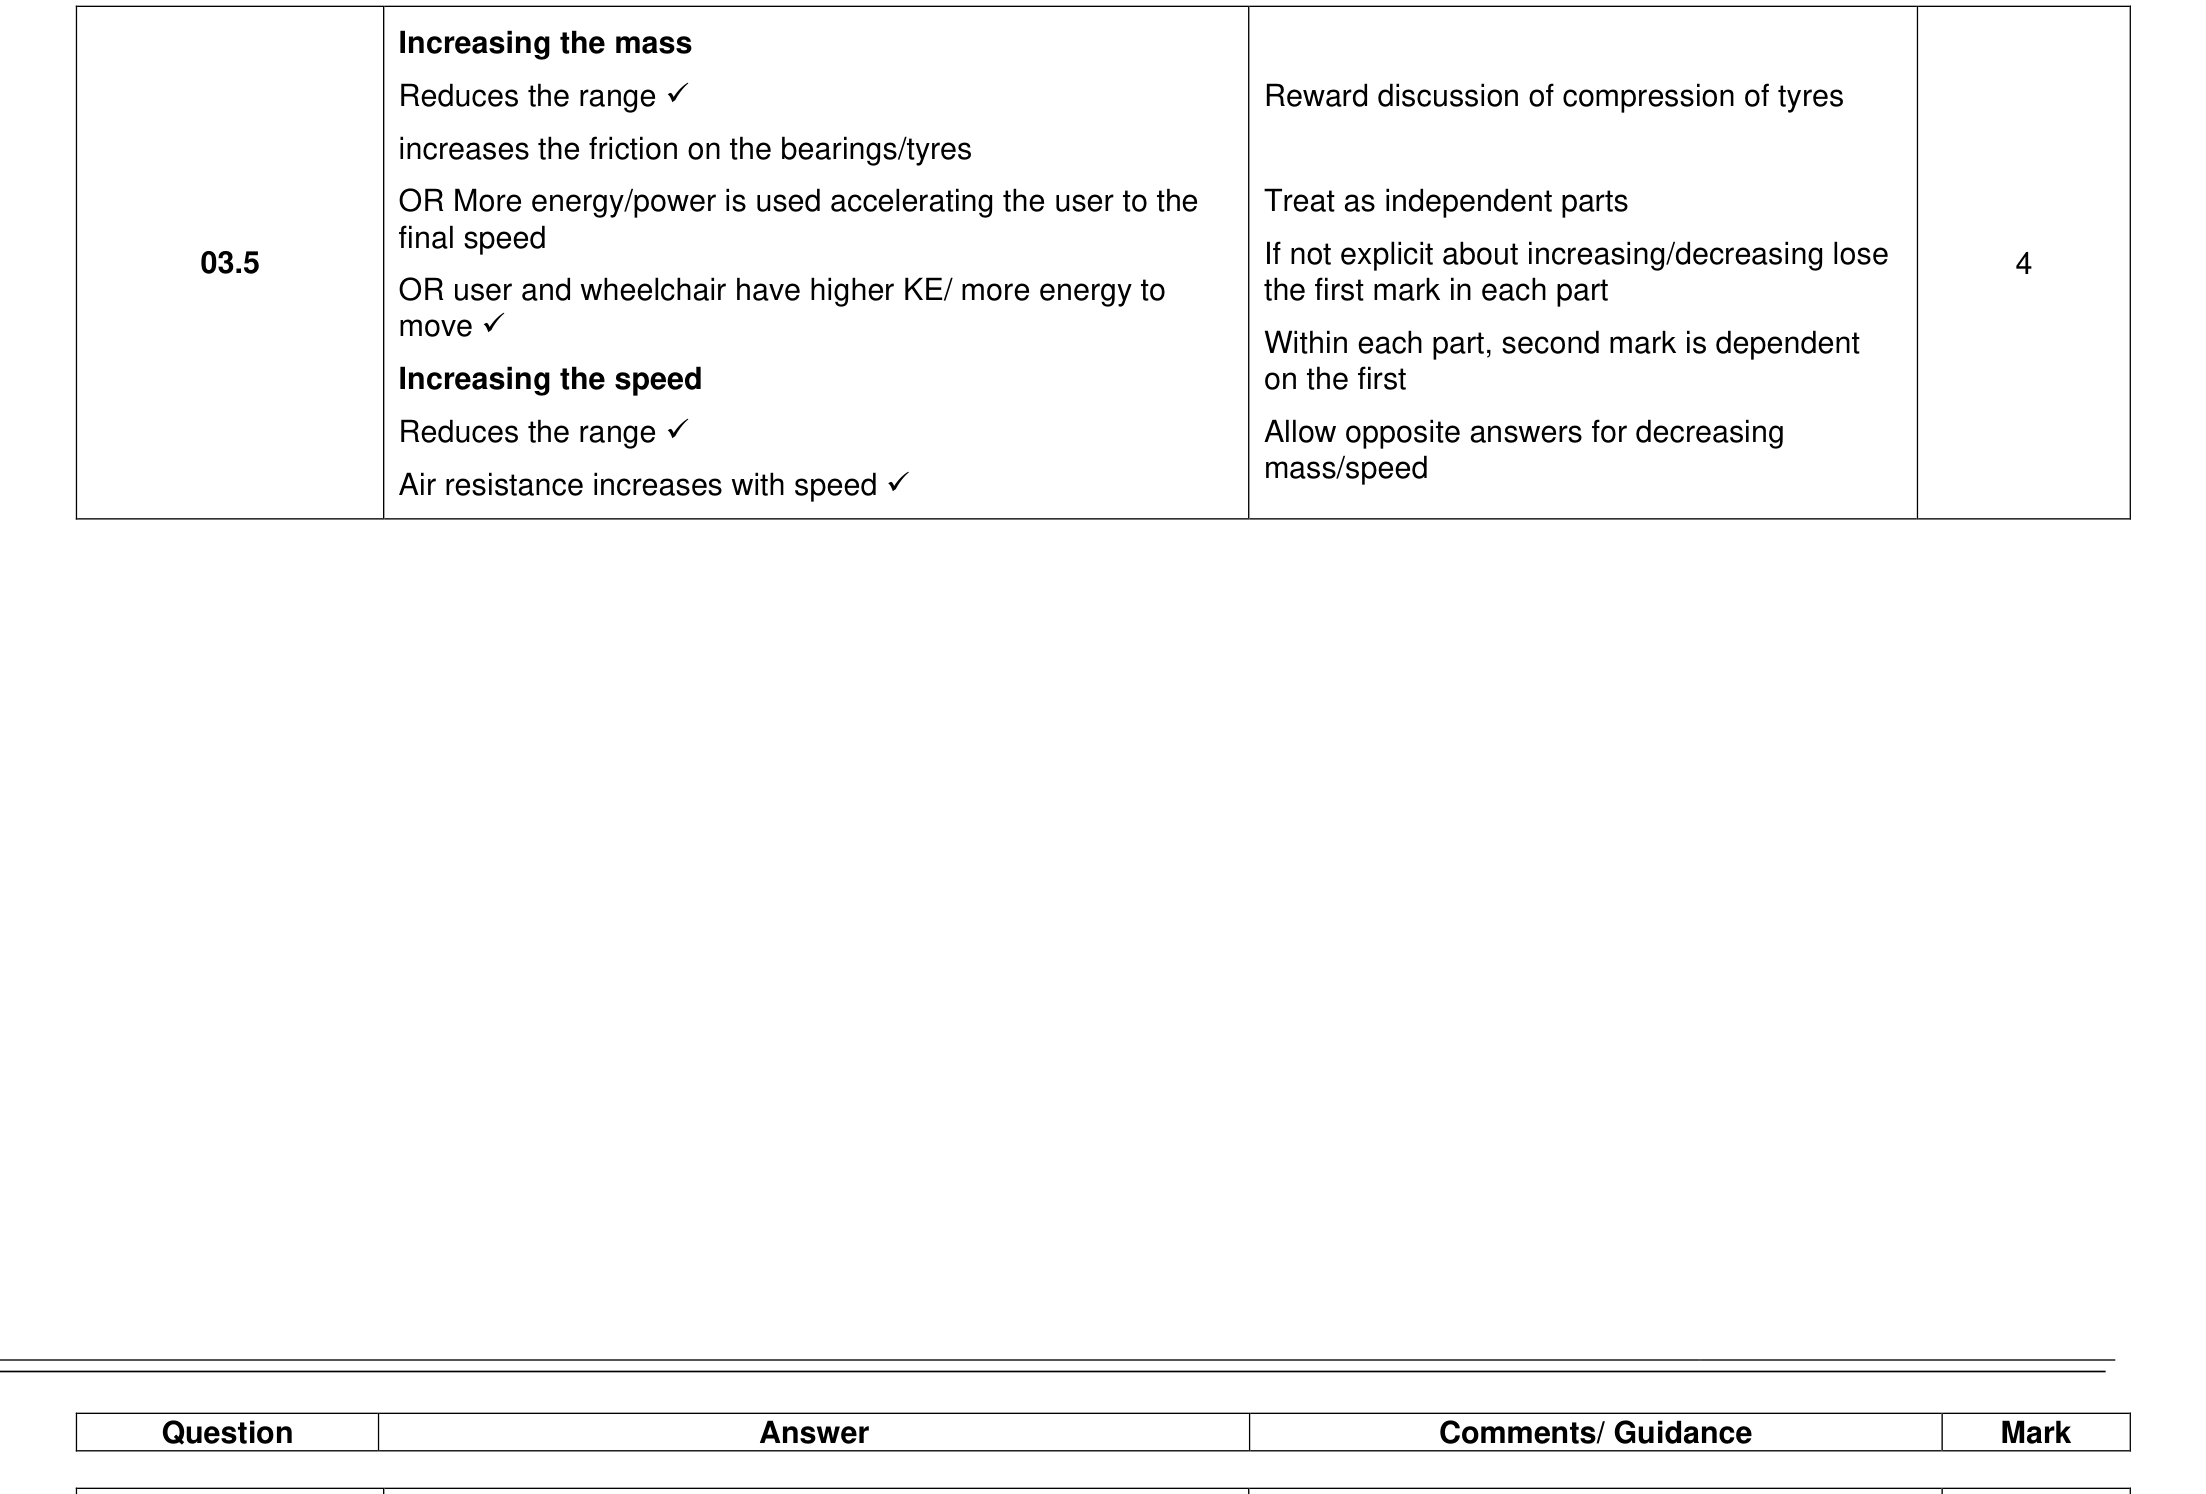 03.5
Increasing the mass
Reduces the range ✓
increases the friction on the bearings/tyres
OR More energy/power is used accelerating the user to the
final speed
OR user and wheelchair have higher KE/ more energy to
move ✓
Increasing the speed
Reduces the range ✓
Air resistance increases with speed ✓
Reward discussion of compression of tyres
Treat as independent parts
If not explicit about increasing/decreasing lose
the first mark in each part
Within each part, second mark is dependent
on the first
Allow opposite answers for decreasing
mass/speed
4
Question Answer Comments/ Guidance Mark